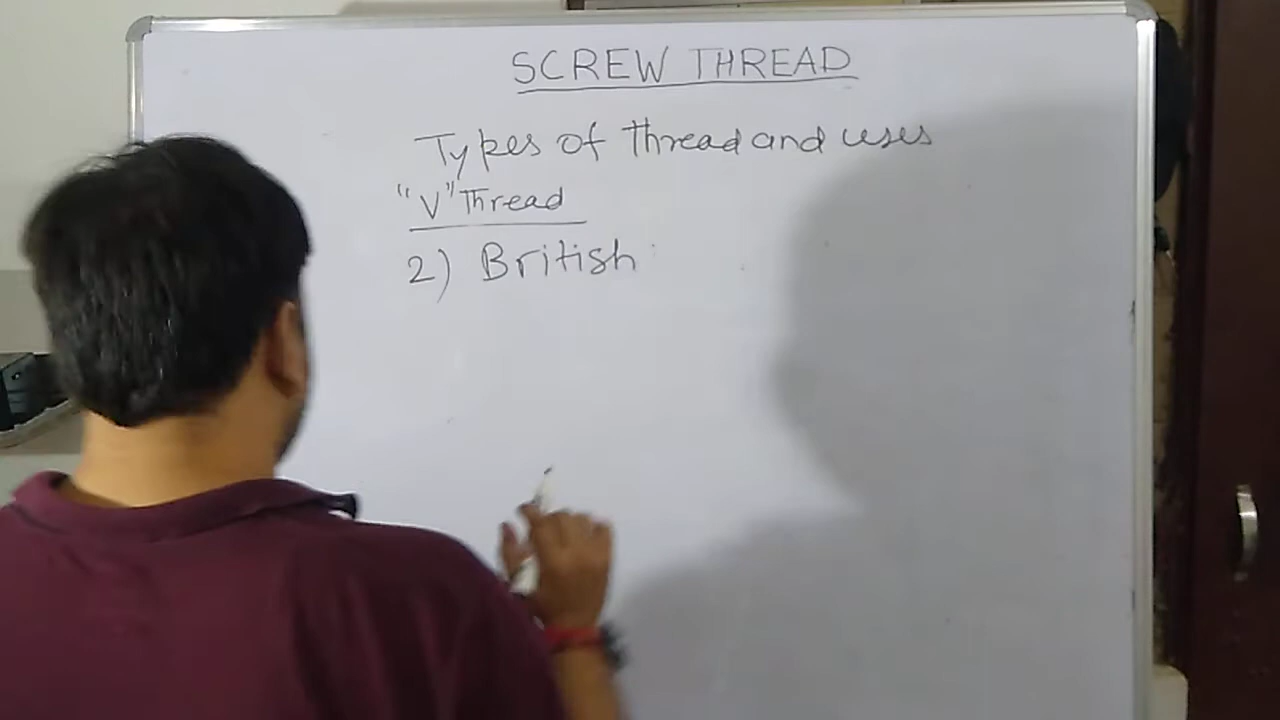 SCREW THREAD
Types of thread and uses
"V" Thread
2) British